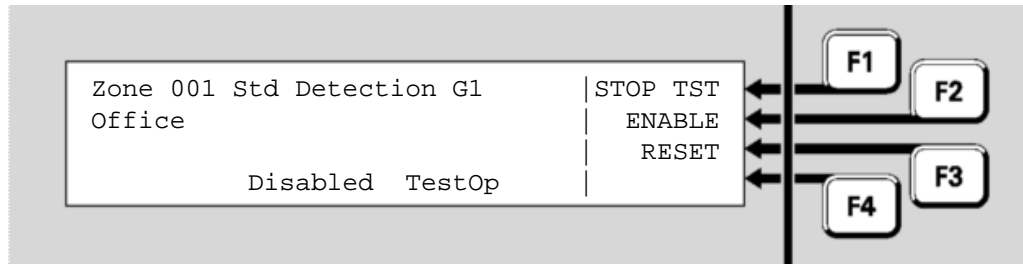 Zone 001 Std Detection G1 |STOP TST
Office | ENABLE
| RESET
Disabled TestOp |
F1
F2
F3
F4